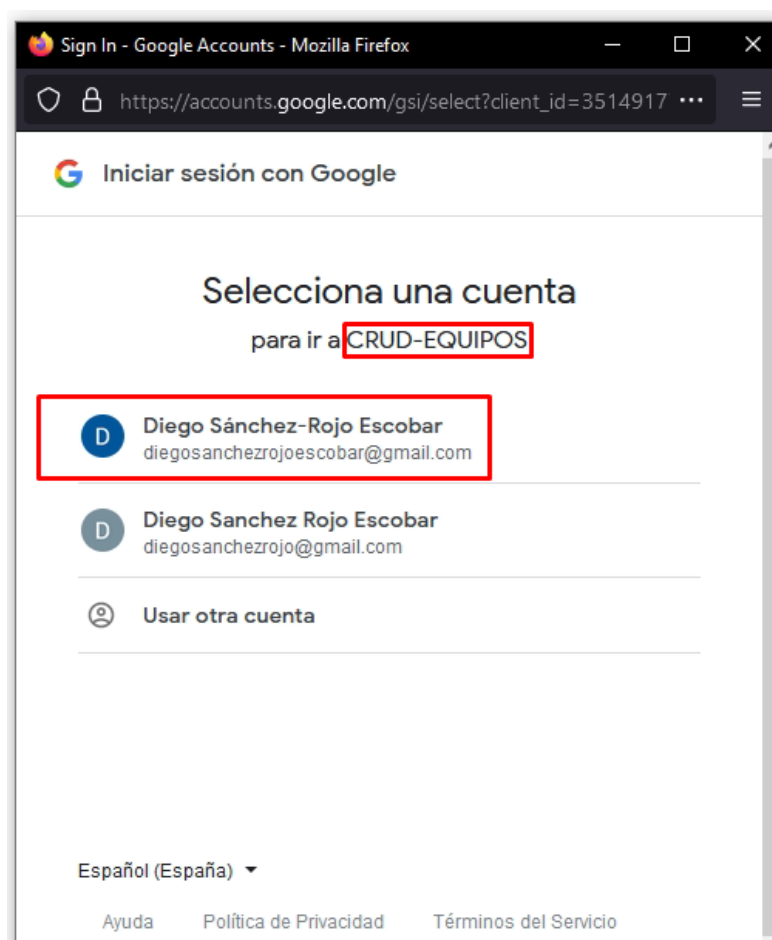 Sign In - Google Accounts - Mozilla Firefox
https://accounts.google.com/gsi/select?client_id=3514917
Iniciar sesión con Google
Selecciona una cuenta
para ir a CRUD-EQUIPOS
D
Diego Sánchez-Rojo Escobar
diegosanchezrojoescobar@gmail.com
D
Diego Sanchez Rojo Escobar
diegosanchezrojo@gmail.com
Usar otra cuenta
Español (España)
Ayuda Política de Privacidad Términos del Servicio